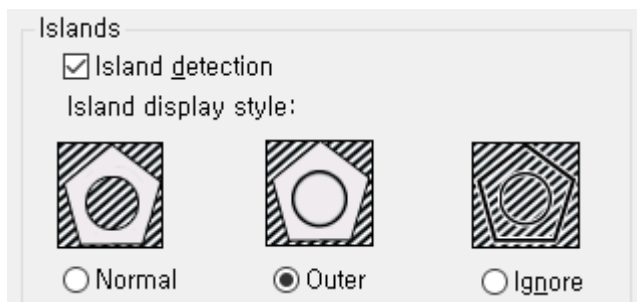 Islands
Island detection
Island display style:
Normal Outer Ignore